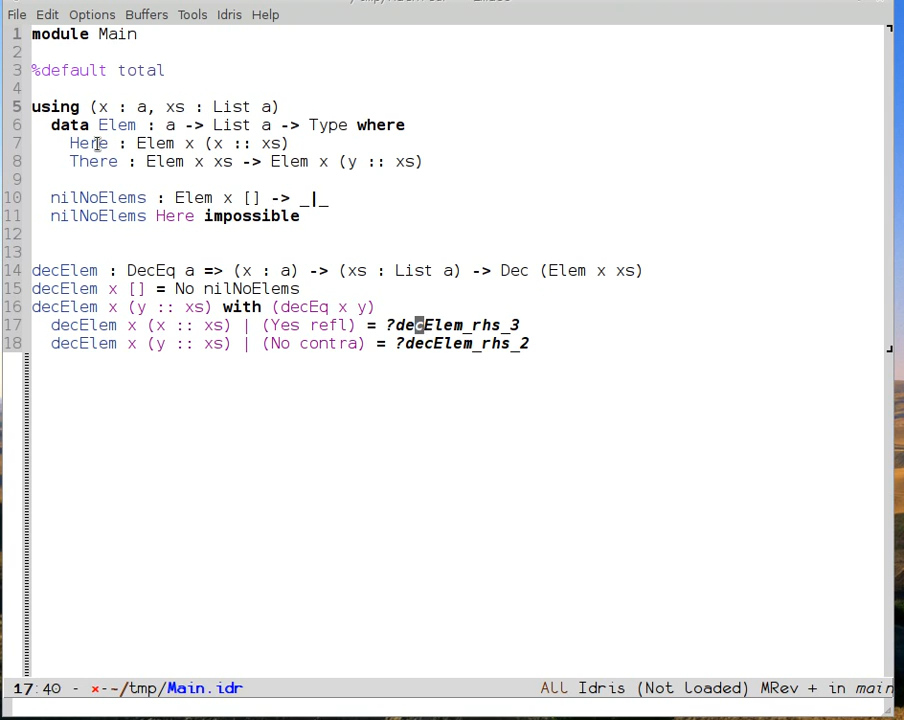 File Edit Options Buffers Tools Idris Help
1 module Main
2
3 %default total
4
5 using (x : a, xs : List a)
6 data Elem : a -> List a -> Type where
7 Here : Elem x (x :: xs)
8 There : Elem x xs -> Elem x (y :: xs)
9
10 nilNoElems : Elem x [] -> _|_
11 nilNoElems Here impossible
12
13
14 decElem : DecEq a => (x : a) -> (xs : List a) -> Dec (Elem x xs)
15 decElem x [] = No nilNoElems
16 decElem x (y :: xs) with (decEq x y)
17 decElem x (x :: xs) | (Yes refl) = ?decElem_rhs_3
18 decElem x (y :: xs) | (No contra) = ?decElem_rhs_2
17:40 - ×--~/tmp/Main.idr ALL Idris (Not loaded) MRev + in main